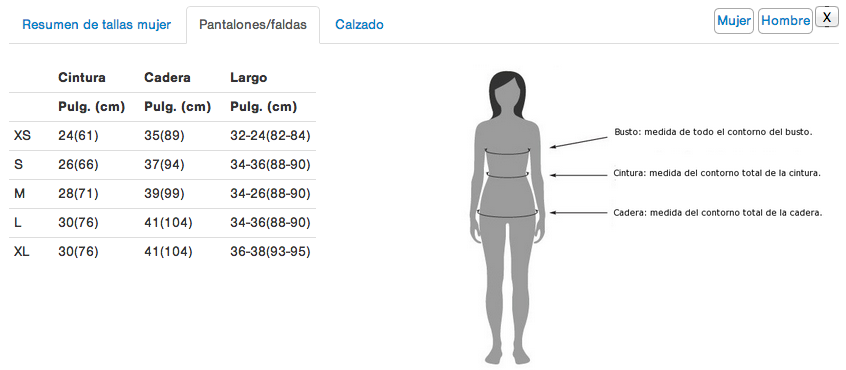 Resumen de tallas mujer Pantalones/faldas Calzado Mujer Hombre X
Cintura Cadera Largo
Pulg. (cm) Pulg. (cm) Pulg. (cm)
XS 24(61) 35(89) 32-24(82-84)
S 26(66) 37(94) 34-36(88-90)
M 28(71) 39(99) 34-26(88-90)
L 30(76) 41(104) 34-36(88-90)
XL 30(76) 41(104) 36-38(93-95)
Busto: medida de todo el contorno del busto.
Cintura: medida del contorno total de la cintura.
Cadera: medida del contorno total de la cadera.